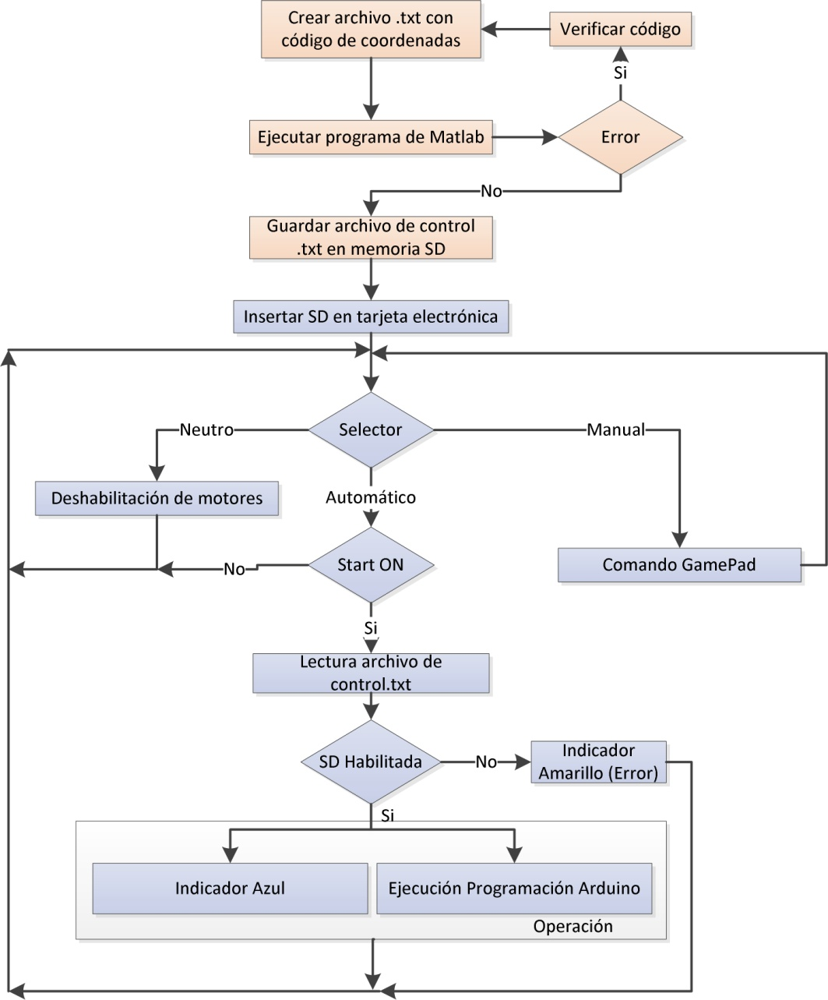 Crear archivo .txt con
código de coordenadas
Verificar código
Si
Ejecutar programa de Matlab
Error
No
Guardar archivo de control
.txt en memoria SD
Insertar SD en tarjeta electrónica
Neutro
Selector
Manual
Deshabilitación de motores
Automático
No
Start ON
Comando GamePad
Si
Lectura archivo de
control.txt
SD Habilitada
No
Indicador
Amarillo (Error)
Si
Indicador Azul
Ejecución Programación Arduino
Operación